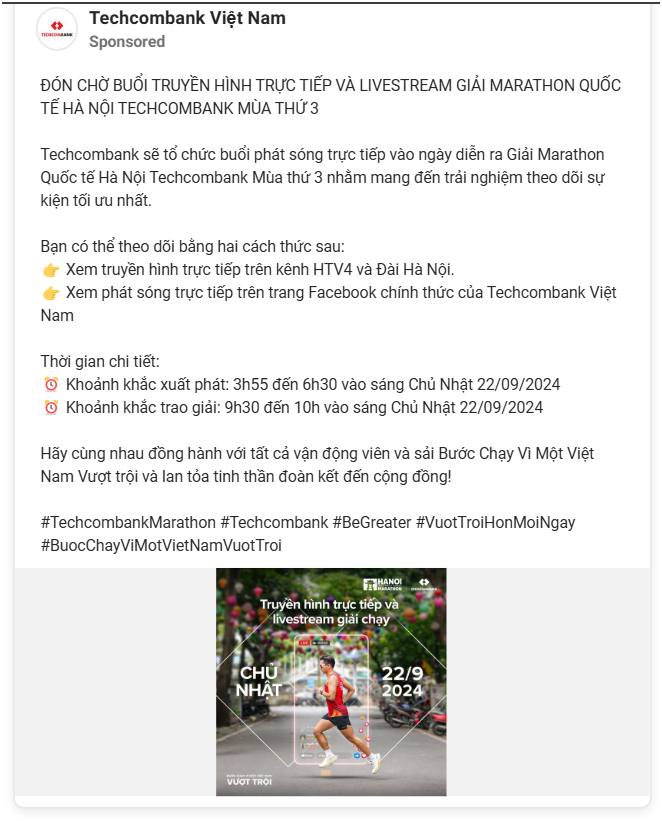 Techcombank Việt Nam
Sponsored
TECHCOMBANK
ĐÓN CHỜ BUỔI TRUYỀN HÌNH TRỰC TIẾP VÀ LIVESTREAM GIẢI MARATHON QUỐC
TẾ HÀ NỘI TECHCOMBANK MÙA THỨ 3
Techcombank sẽ tổ chức buổi phát sóng trực tiếp vào ngày diễn ra Giải Marathon
Quốc tế Hà Nội Techcombank Mùa thứ 3 nhằm mang đến trải nghiệm theo dõi sự
kiện tối ưu nhất.
Bạn có thể theo dõi bằng hai cách thức sau:
👉 Xem truyền hình trực tiếp trên kênh HTV4 và Đài Hà Nội.
👉 Xem phát sóng trực tiếp trên trang Facebook chính thức của Techcombank Việt
Nam
Thời gian chi tiết:
⏰ Khoảnh khắc xuất phát: 3h55 đến 6h30 vào sáng Chủ Nhật 22/09/2024
⏰ Khoảnh khắc trao giải: 9h30 đến 10h vào sáng Chủ Nhật 22/09/2024
Hãy cùng nhau đồng hành với tất cả vận động viên và sải Bước Chạy Vì Một Việt
Nam Vượt trội và lan tỏa tinh thần đoàn kết đến cộng đồng!
#TechcombankMarathon #Techcombank #BeGreater #VuotTroiHonMoiNgay
#BuocChayViMotVietNamVuotTroi
HANOI
MARATHON
TECHCOMBANK
Truyền hình trực tiếp và
livestream giải chạy
LIVE
CHỦ
NHẬT
22/9
2024
VƯỢT TRỘI